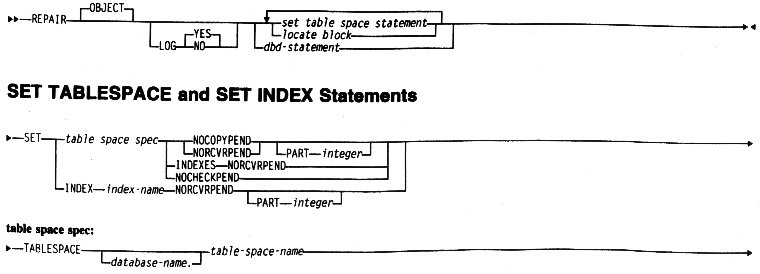 OBJECT
REPAIR
YES
LOG NO
set table space statement
locate block
dbd-statement
SET TABLESPACE and SET INDEX Statements
SET table space spec NOCOPYPEND
NORCVRPEND PART integer
INDEXES NORCVRPEND
NOCHECKPEND
INDEX index-name NORCVRPEND
PART integer
table space spec:
TABLESPACE table-space-name
database-name.